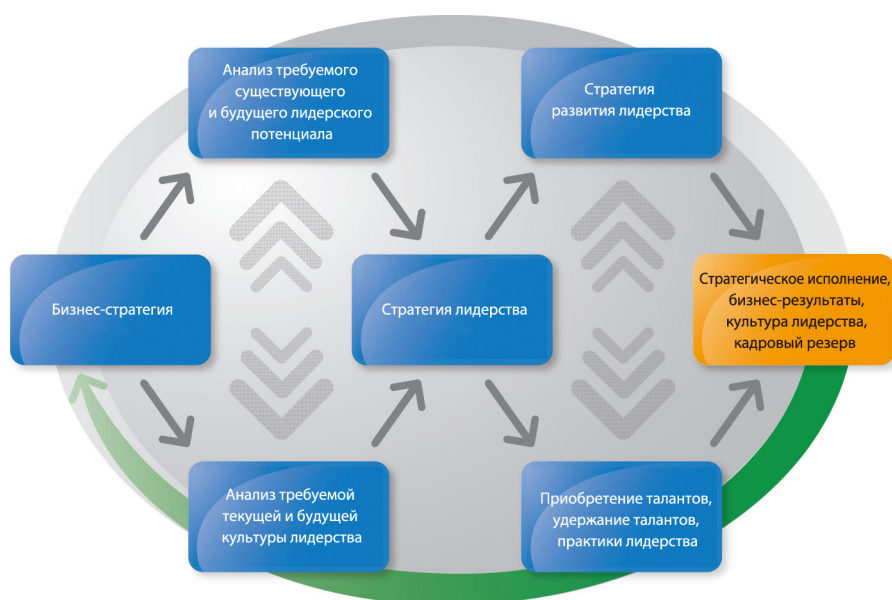 Анализ требуемого
существующего
и будущего лидерского
потенциала
Стратегия
развития лидерства
Бизнес-стратегия
Стратегия лидерства
Стратегическое исполнение,
бизнес-результаты,
культура лидерства,
кадровый резерв
Анализ требуемой
текущей и будущей
культуры лидерства
Приобретение талантов,
удержание талантов,
практики лидерства